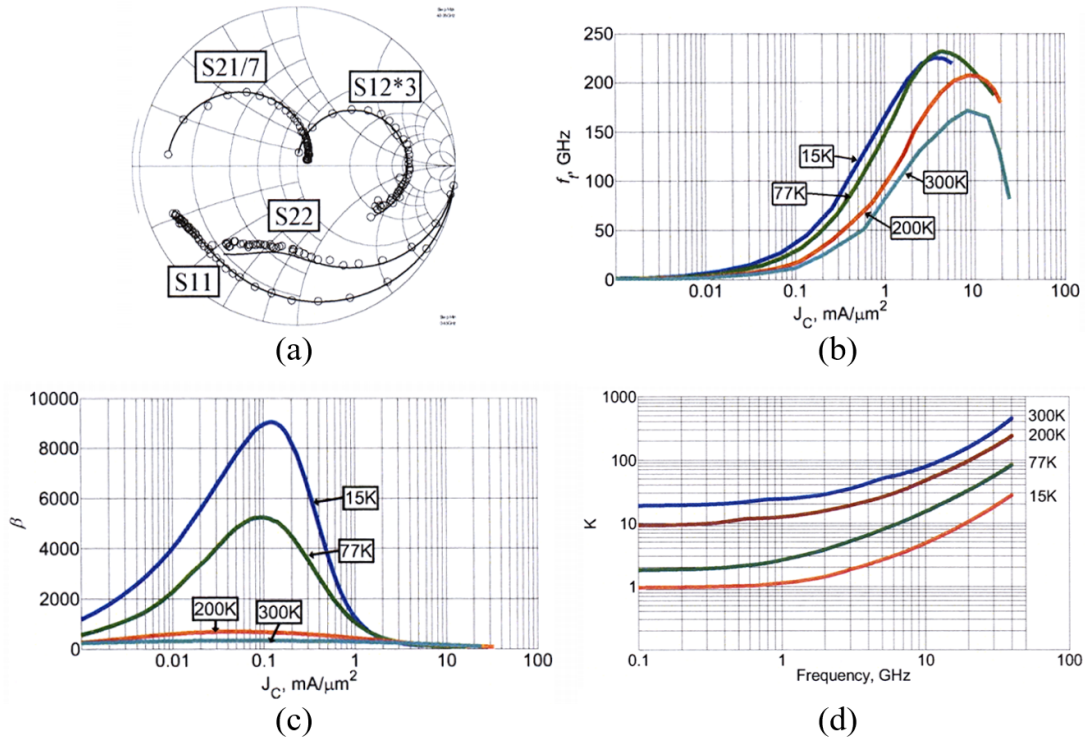 S21/7
S12*3
S22
S11
(a)
250
200
150
100
50
0
f_t, GHz
15K
77K
300K
200K
0.01 0.1 1 10 100
J_C, mA/μm²
(b)
10000
8000
6000
4000
2000
0
β
15K
77K
200K
300K
0.01 0.1 1 10 100
J_C, mA/μm²
(c)
1000
100
10
1
K
300K
200K
77K
15K
0.1 1 10 100
Frequency, GHz
(d)